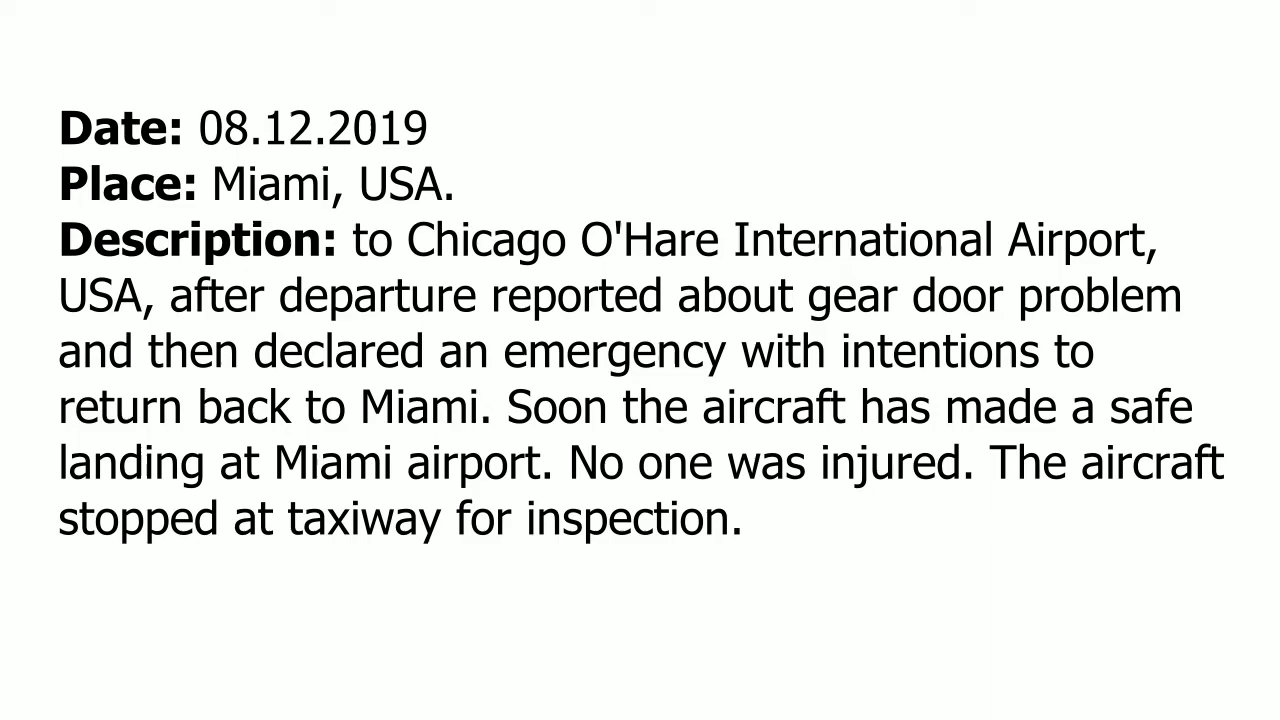 Date: 08.12.2019
Place: Miami, USA.
Description: to Chicago O'Hare International Airport,
USA, after departure reported about gear door problem
and then declared an emergency with intentions to
return back to Miami. Soon the aircraft has made a safe
landing at Miami airport. No one was injured. The aircraft
stopped at taxiway for inspection.